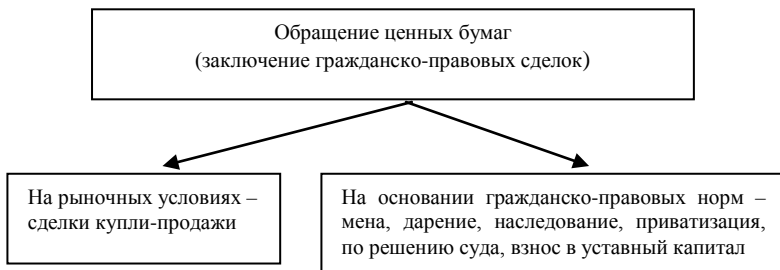 Обращение ценных бумаг
(заключение гражданско-правовых сделок)
На рыночных условиях –
сделки купли-продажи
На основании гражданско-правовых норм –
мена, дарение, наследование, приватизация,
по решению суда, взнос в уставный капитал